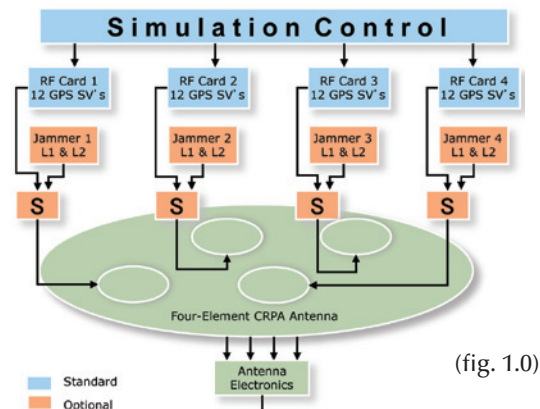 Simulation Control
RF Card 1
12 GPS SV's
RF Card 2
12 GPS SV's
RF Card 3
12 GPS SV's
RF Card 4
12 GPS SV's
Jammer 1
L1 & L2
Jammer 2
L1 & L2
Jammer 3
L1 & L2
Jammer 4
L1 & L2
S
S
S
S
Four-Element CRPA Antenna
Antenna
Electronics
(fig. 1.0)
Standard
Optional